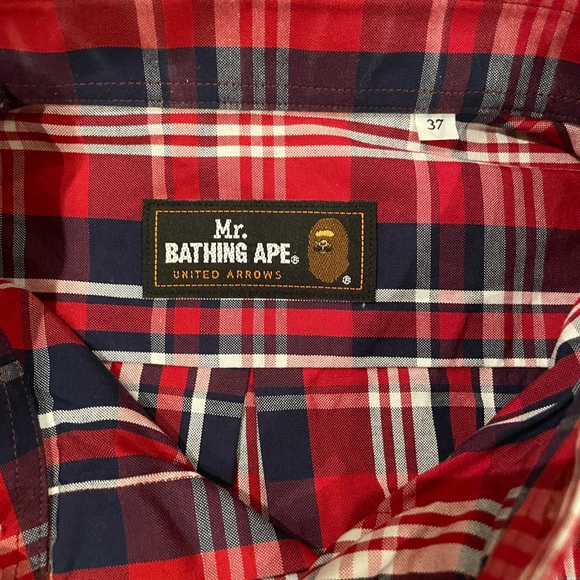 37
Mr.
BATHING APE®
UNITED ARROWS
®